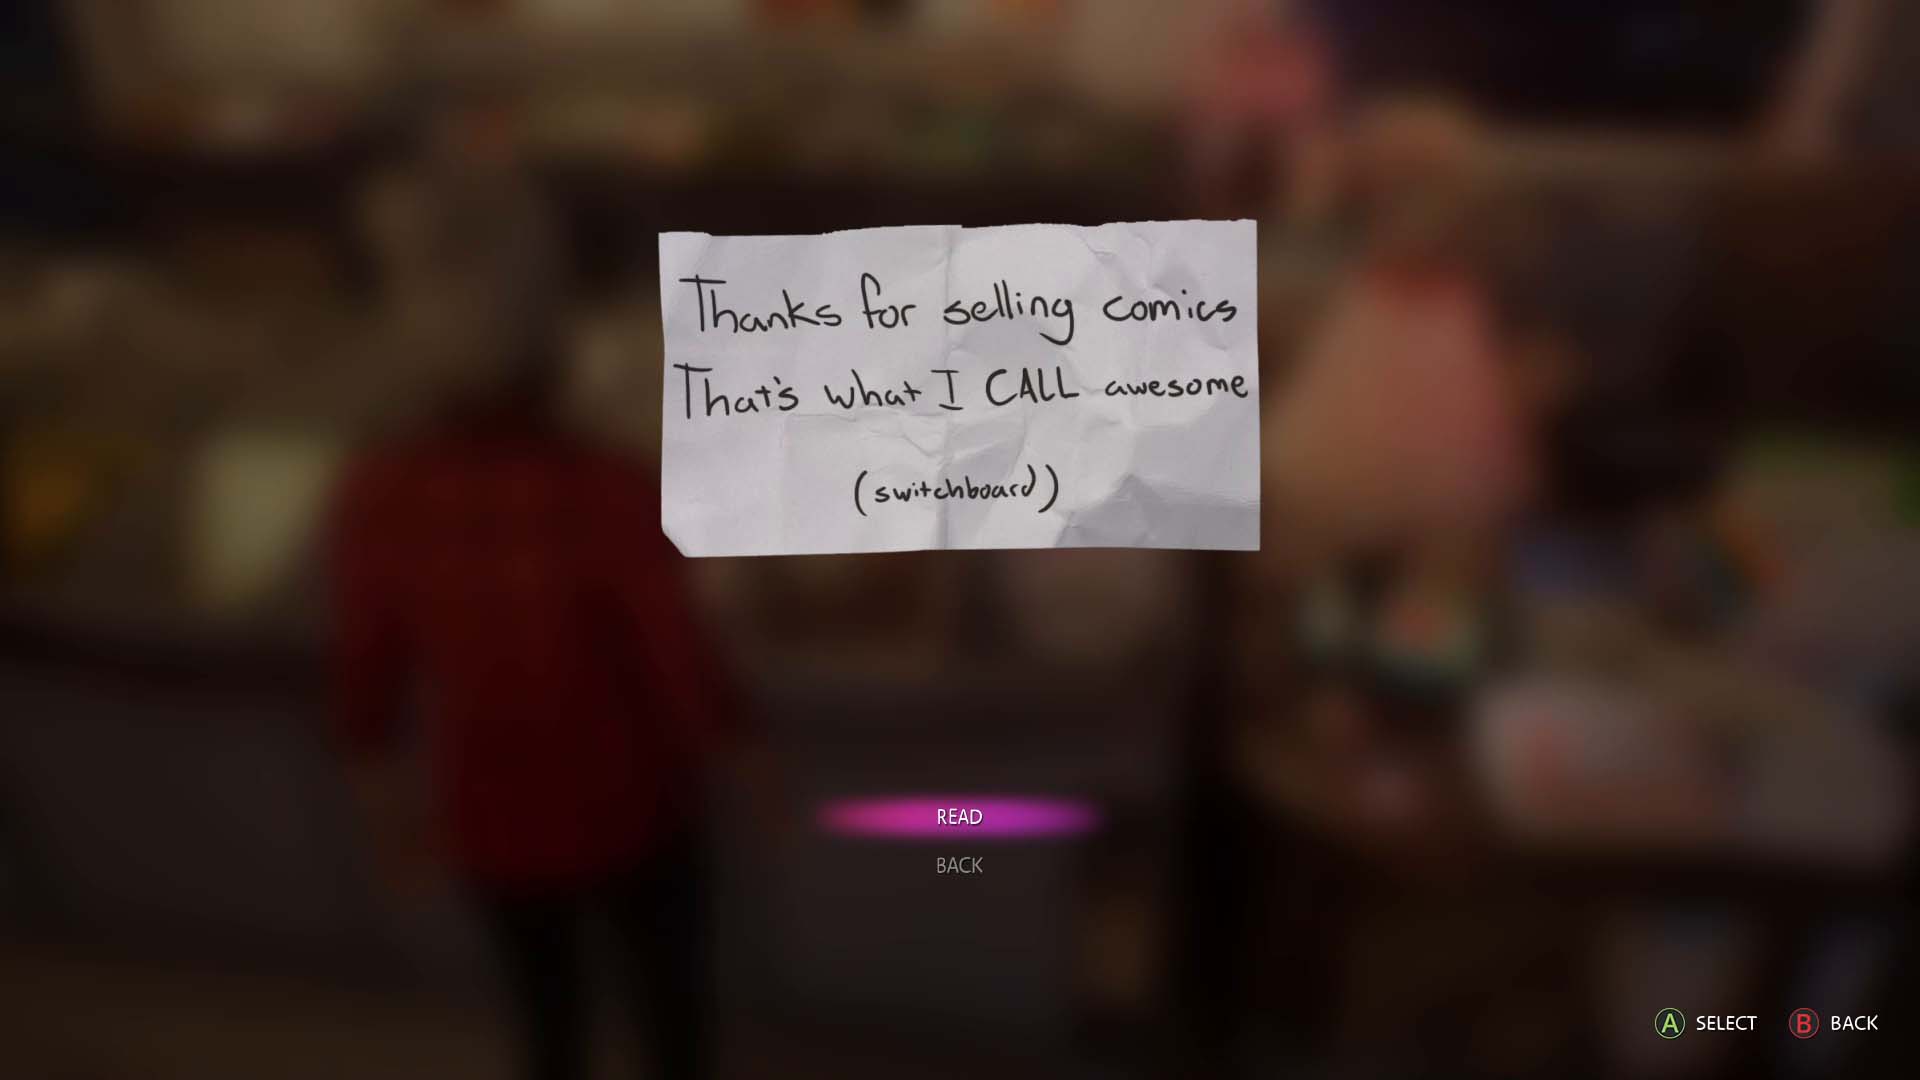 Thanks for selling comics
That's what I CALL awesome
(switchboard)
READ
BACK
A SELECT B BACK